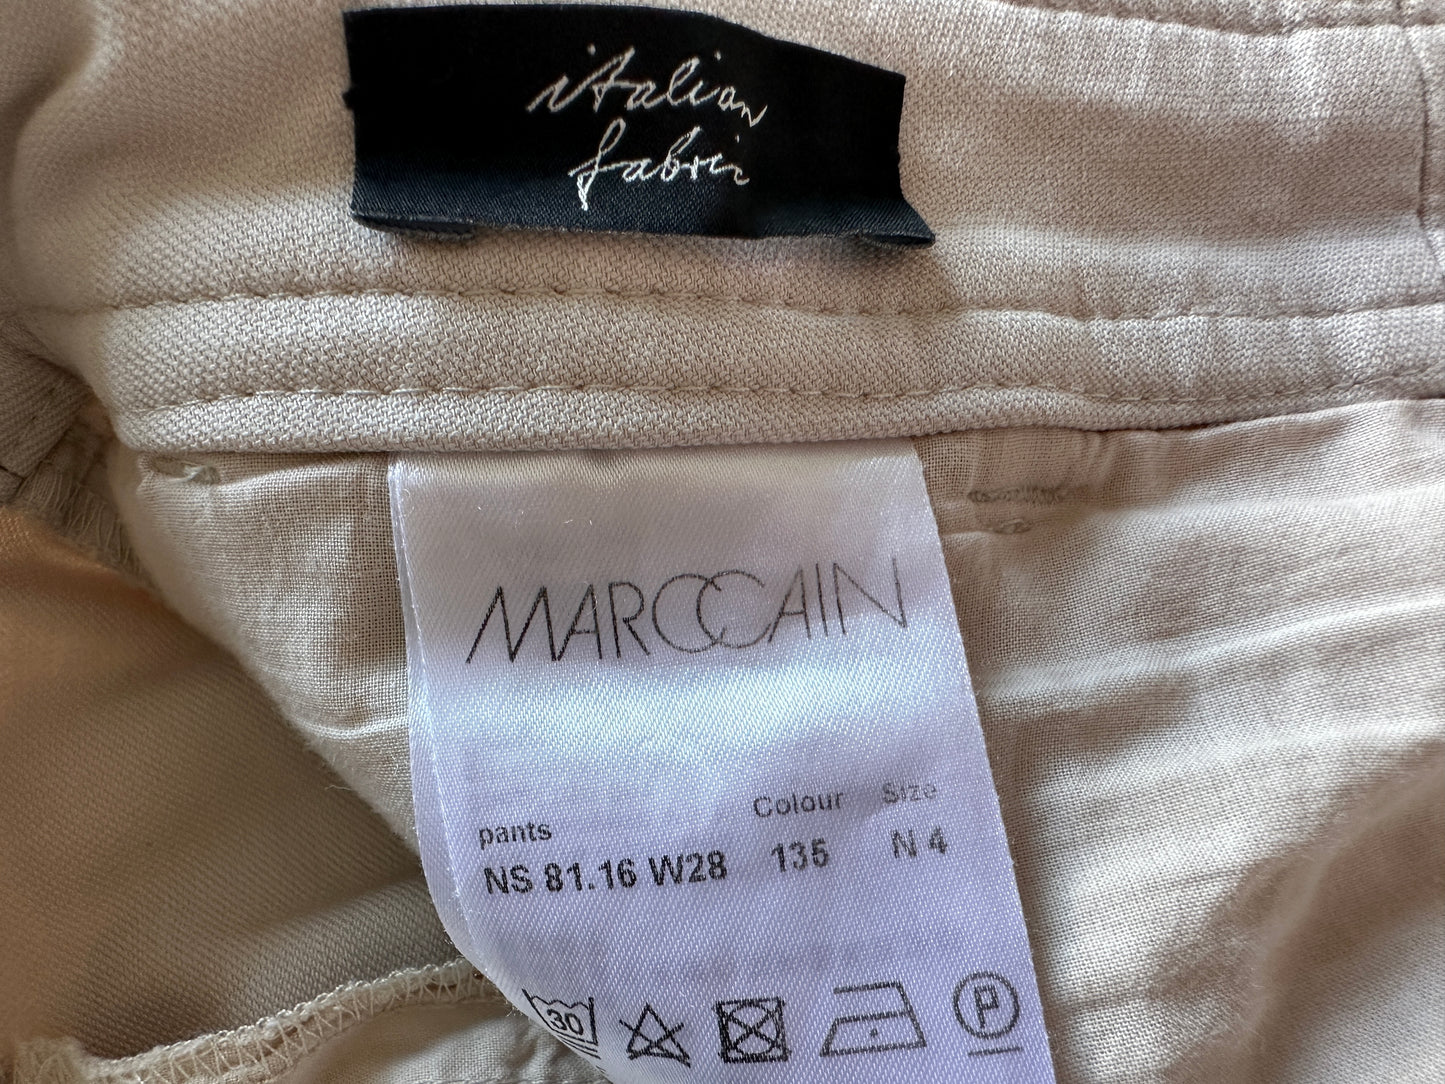 italian
fabric
MARCCAIN
pants Colour Size
NS 81.16 W28 135 N 4
30 P